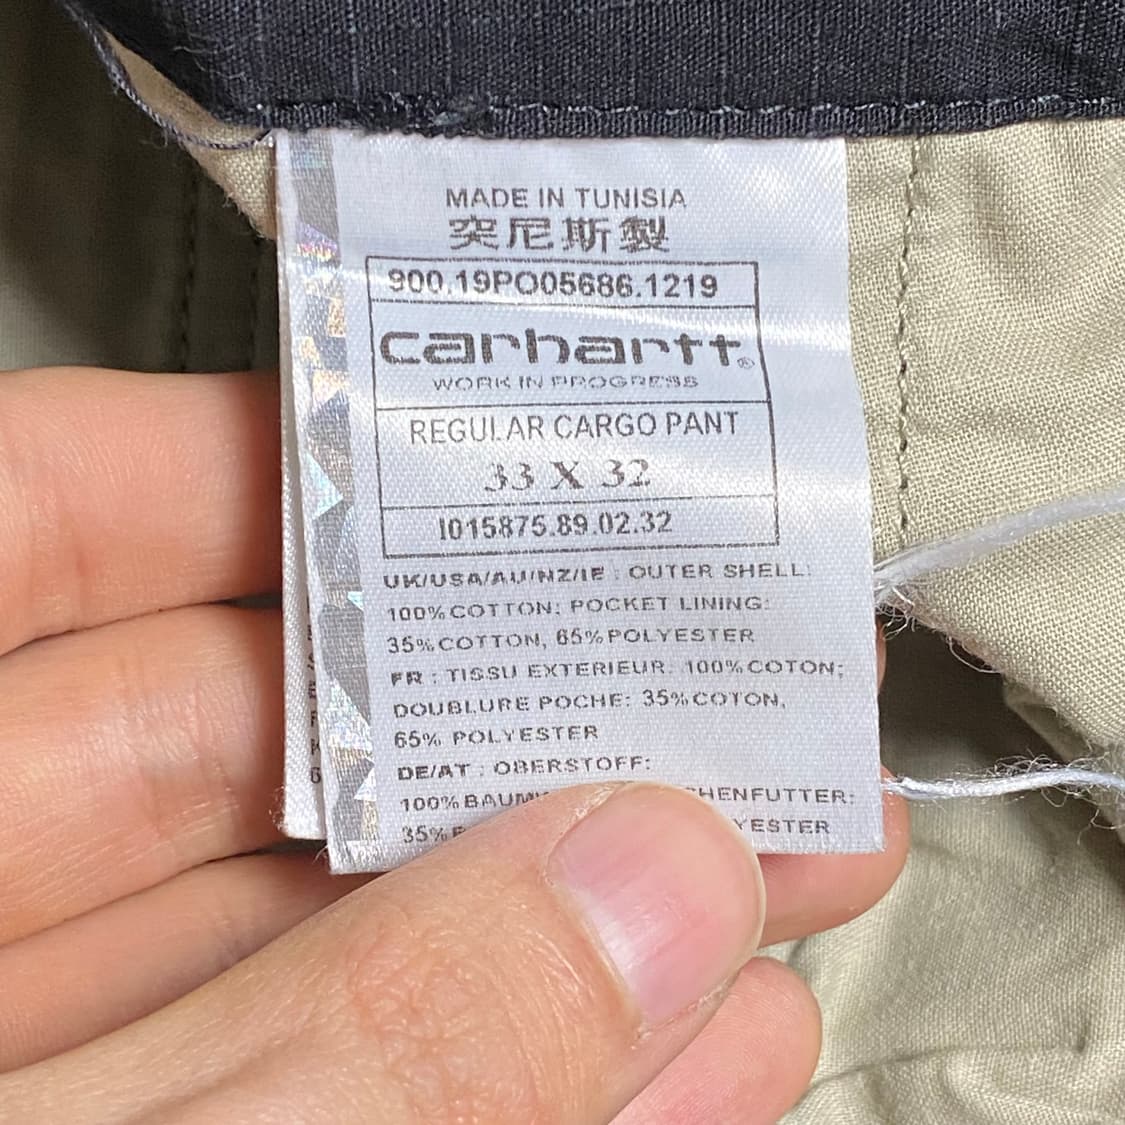 MADE IN TUNISIA
突尼斯製
900.19PO05686.1219
carhartt®
WORK IN PROGRESS
REGULAR CARGO PANT
33 X 32
I015875.89.02.32
UK/USA/AU/NZ/IE : OUTER SHELL:
100% COTTON; POCKET LINING:
35% COTTON, 65% POLYESTER
FR : TISSU EXTERIEUR: 100% COTON;
DOUBLURE POCHE: 35% COTON,
65% POLYESTER
DE/AT : OBERSTOFF:
100%
35%